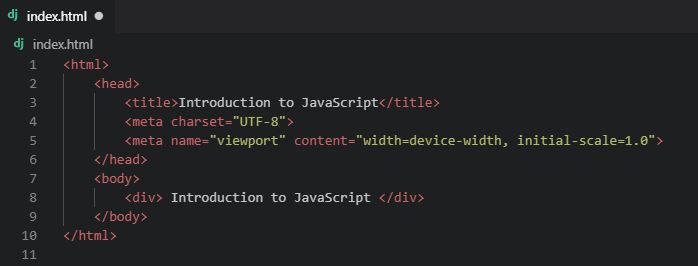 dj index.html
dj index.html
1 <html>
2     <head>
3         <title>Introduction to JavaScript</title>
4         <meta charset="UTF-8">
5         <meta name="viewport" content="width=device-width, initial-scale=1.0">
6     </head>
7     <body>
8         <div> Introduction to JavaScript </div>
9     </body>
10 </html>
11